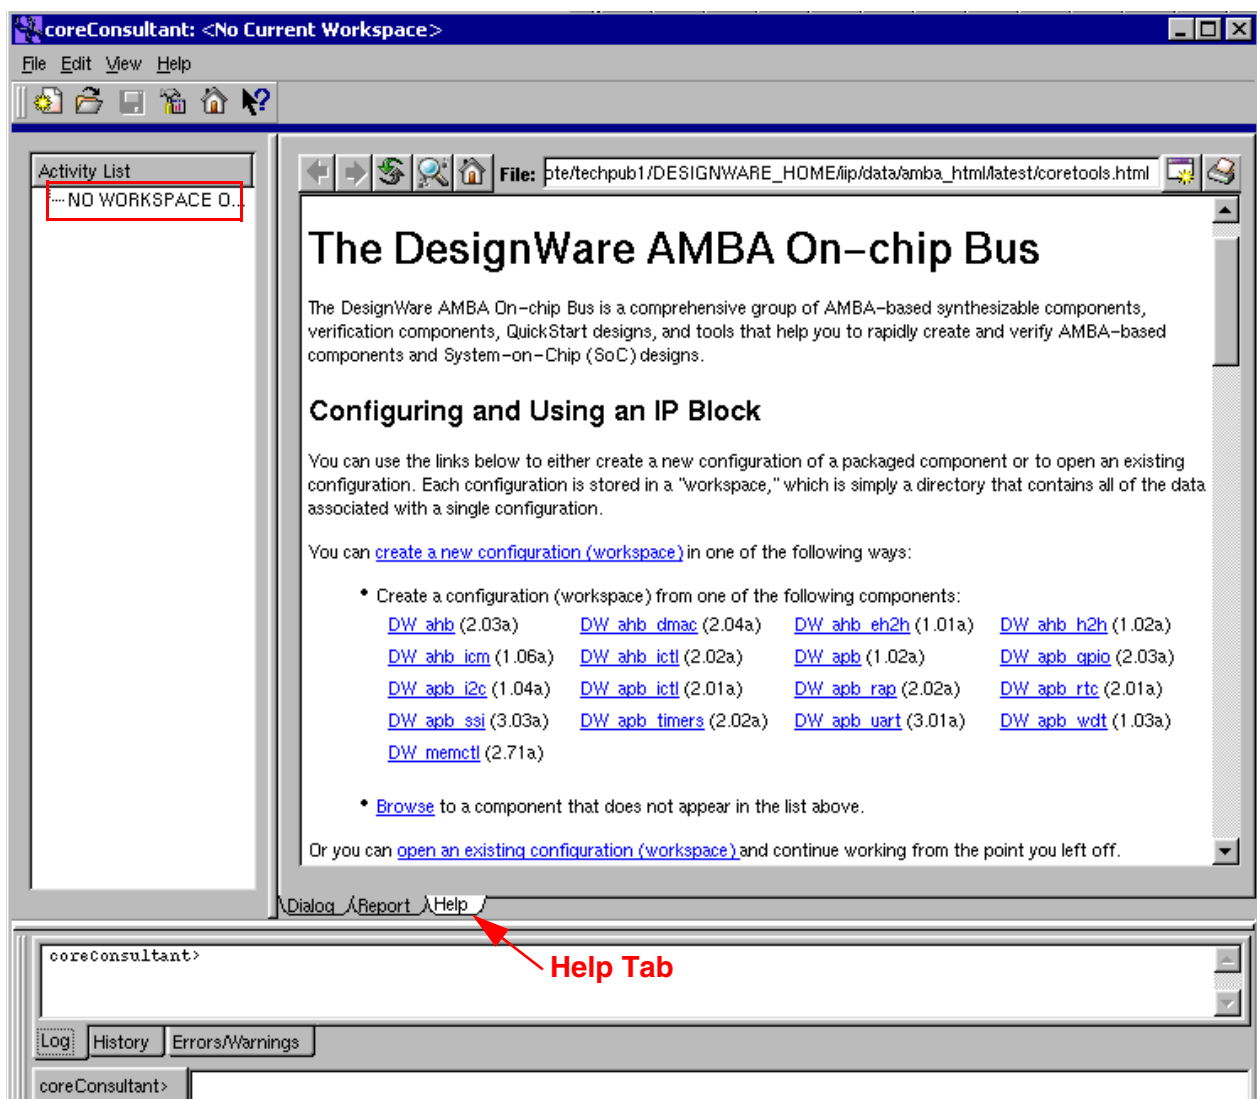 coreConsultant: <No Current Workspace>
File Edit View Help
Activity List
NO WORKSPACE O...
File: ote/techpub1/DESIGNWARE_HOME/iip/data/amba_html/latest/coretools.html
The DesignWare AMBA On-chip Bus
The DesignWare AMBA On-chip Bus is a comprehensive group of AMBA-based synthesizable components,
verification components, QuickStart designs, and tools that help you to rapidly create and verify AMBA-based
components and System-on-Chip (SoC) designs.
Configuring and Using an IP Block
You can use the links below to either create a new configuration of a packaged component or to open an existing
configuration. Each configuration is stored in a "workspace," which is simply a directory that contains all of the data
associated with a single configuration.
You can create a new configuration (workspace) in one of the following ways:
• Create a configuration (workspace) from one of the following components:
DW_ahb (2.03a) DW_ahb_dmac (2.04a) DW_ahb_eh2h (1.01a) DW_ahb_h2h (1.02a)
DW_ahb_icm (1.06a) DW_ahb_ictl (2.02a) DW_apb (1.02a) DW_apb_gpio (2.03a)
DW_apb_i2c (1.04a) DW_apb_ictl (2.01a) DW_apb_rap (2.02a) DW_apb_rtc (2.01a)
DW_apb_ssi (3.03a) DW_apb_timers (2.02a) DW_apb_uart (3.01a) DW_apb_wdt (1.03a)
DW_memctl (2.71a)
• Browse to a component that does not appear in the list above.
Or you can open an existing configuration (workspace) and continue working from the point you left off.
Dialog Report Help
Help Tab
coreConsultant>
Log History Errors/Warnings
coreConsultant>